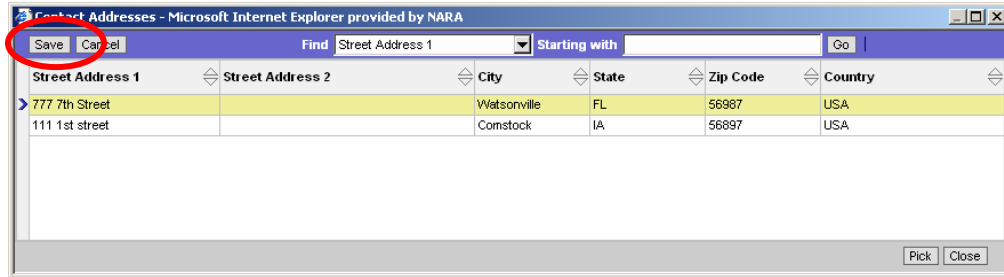 Contact Addresses - Microsoft Internet Explorer provided by NARA
Save Cancel Find Street Address 1 Starting with Go
Street Address 1 Street Address 2 City State Zip Code Country
777 7th Street Watsonville FL 56987 USA
111 1st street Comstock IA 56897 USA
Pick Close